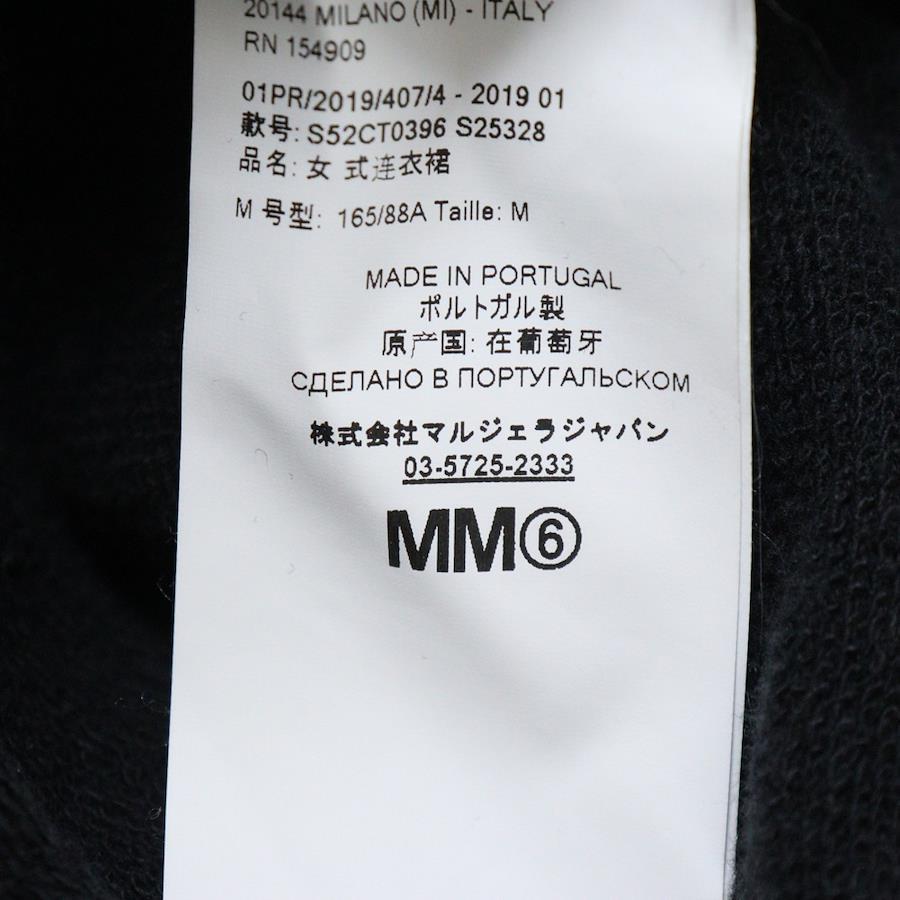 20144 MILANO (MI) - ITALY
RN 154909
01PR/2019/407/4 - 2019 01
款号: S52CT0396 S25328
品名: 女 式连衣裙
M 号型: 165/88A Taille: M
MADE IN PORTUGAL
ポルトガル製
原产国: 在葡萄牙
СДЕЛАНО В ПОРТУГАЛЬСКОМ
株式会社マルジェラジャパン
03-5725-2333
MM⑥